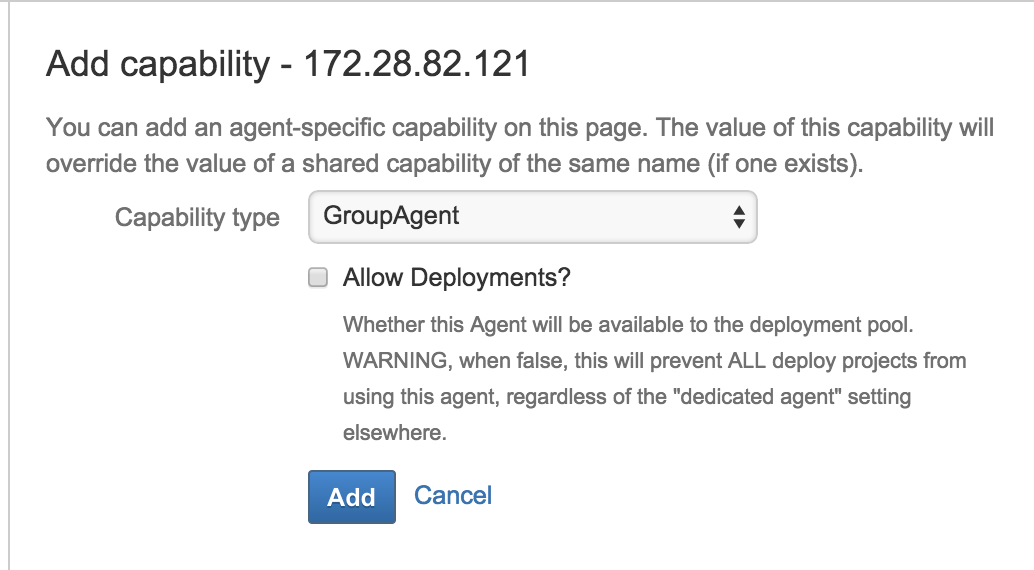 Add capability - 172.28.82.121
You can add an agent-specific capability on this page. The value of this capability will
override the value of a shared capability of the same name (if one exists).
Capability type GroupAgent
Allow Deployments?
Whether this Agent will be available to the deployment pool.
WARNING, when false, this will prevent ALL deploy projects from
using this agent, regardless of the "dedicated agent" setting
elsewhere.
Add Cancel